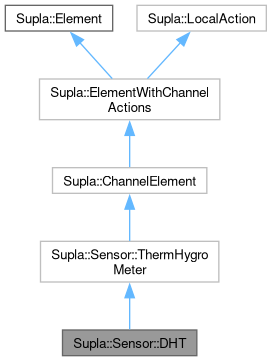 Supla::Element
Supla::LocalAction
Supla::ElementWithChannel
Actions
Supla::ChannelElement
Supla::Sensor::ThermHygro
Meter
Supla::Sensor::DHT